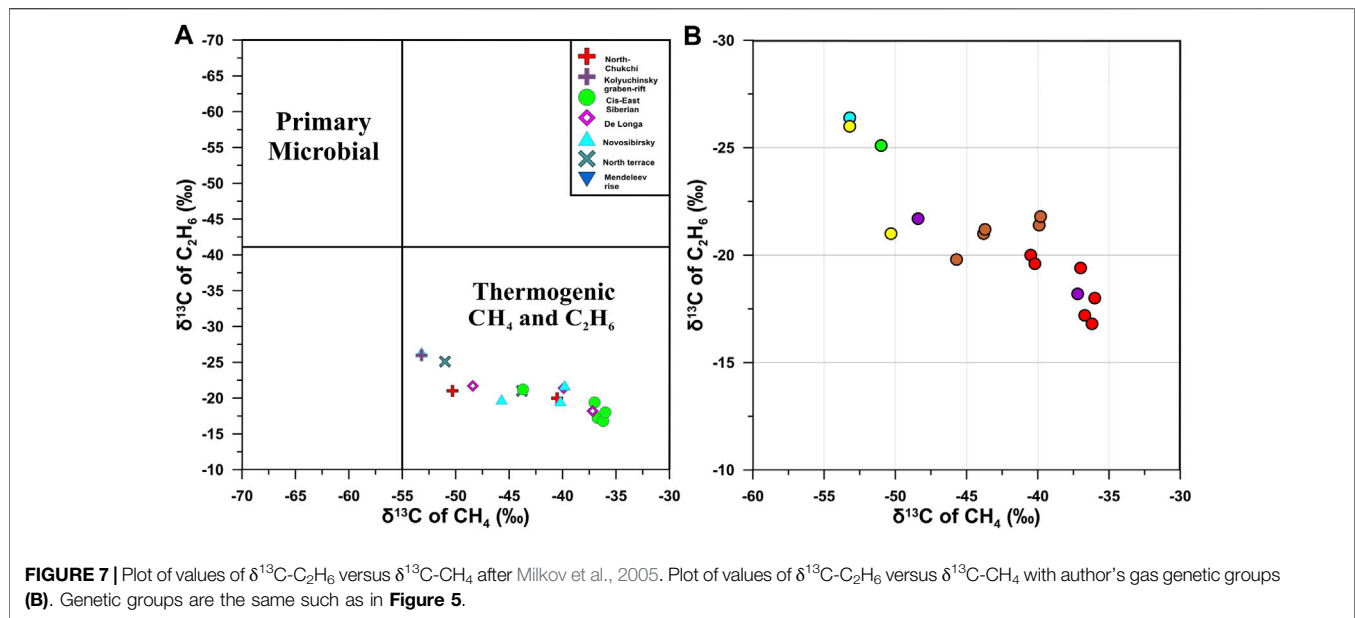 A
-70
-65
-60
-55
-50
-45
-40
-35
-30
-25
-20
-15
-10
δ¹³C of C₂H₆ (‰)
Primary
Microbial
North-
Chukchi
Kolyuchinsky
graben-rift
Cis-East
Siberian
De Longa
Novosibirsky
North terrace
Mendeleev
rise
Thermogenic
CH₄ and C₂H₆
-70 -65 -60 -55 -50 -45 -40 -35 -30
δ¹³C of CH₄ (‰)
B
-30
-25
-20
-15
-10
δ¹³C of C₂H₆ (‰)
-60 -55 -50 -45 -40 -35 -30
δ¹³C of CH₄ (‰)
FIGURE 7 | Plot of values of δ¹³C-C₂H₆ versus δ¹³C-CH₄ after Milkov et al., 2005. Plot of values of δ¹³C-C₂H₆ versus δ¹³C-CH₄ with author's gas genetic groups
(B). Genetic groups are the same such as in Figure 5.